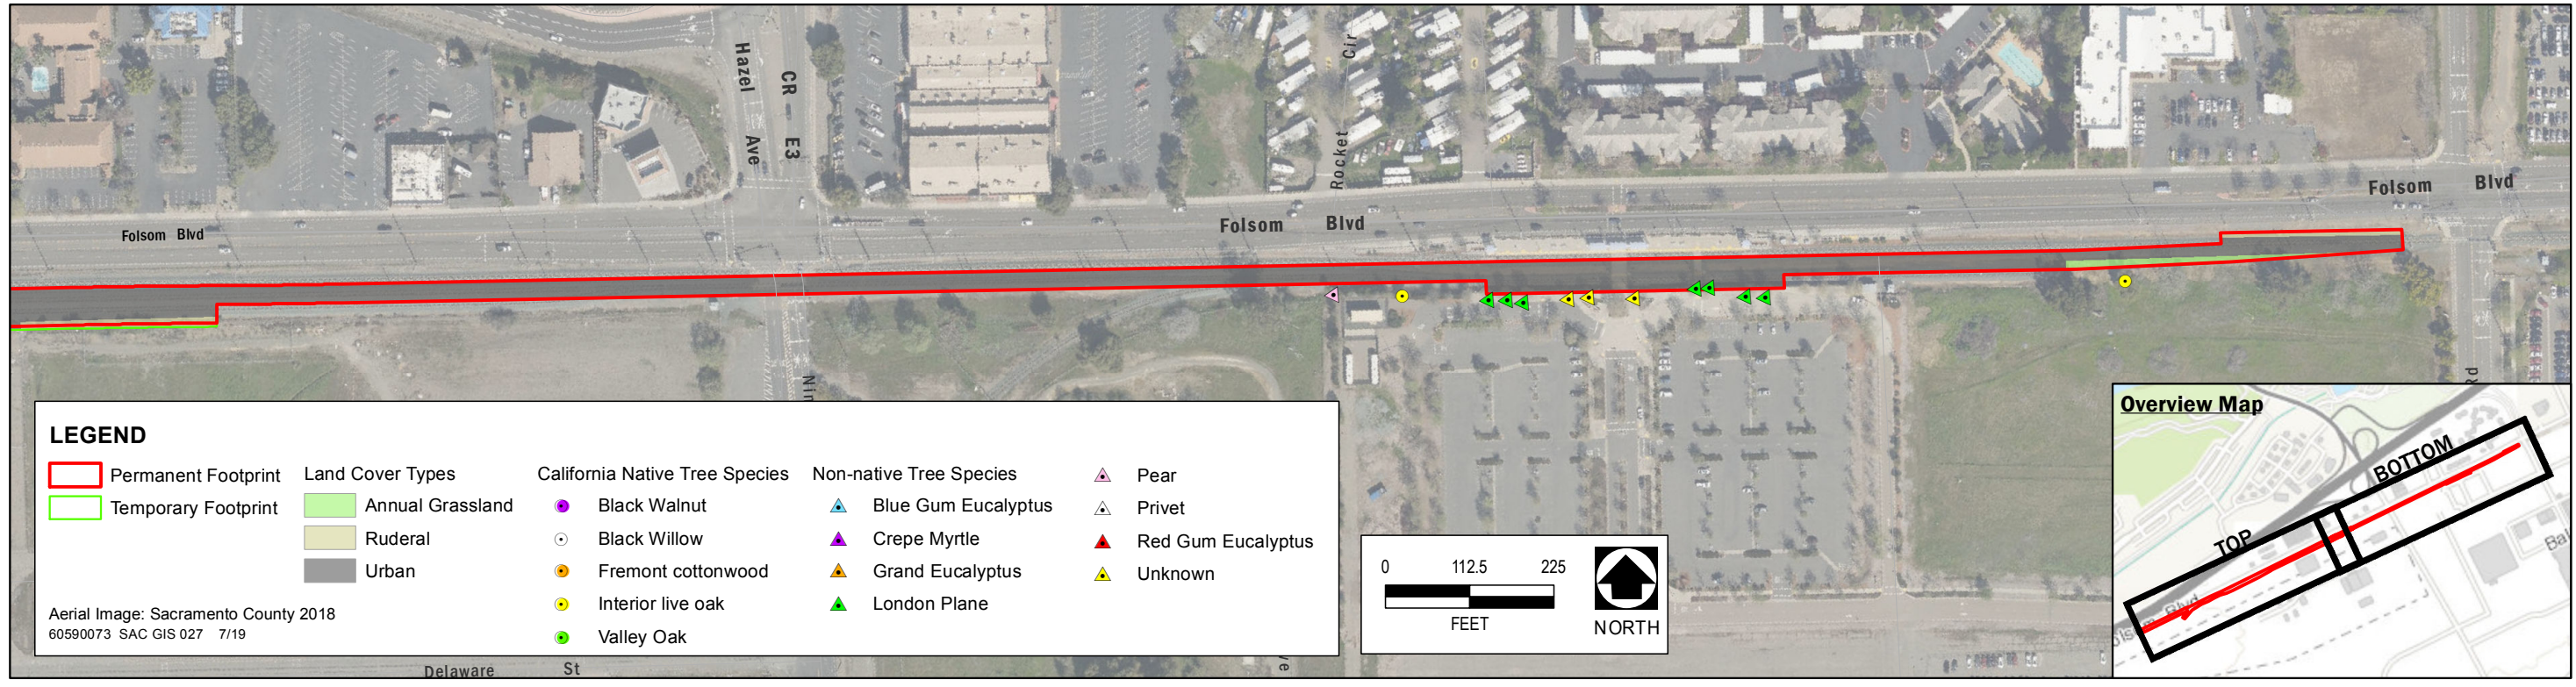 Hazel
Ave
CR
E3
Rocket
Cir
Folsom Blvd
Folsom Blvd
Folsom Blvd
Rd
LEGEND
Permanent Footprint
Temporary Footprint
Land Cover Types
Annual Grassland
Ruderal
Urban
California Native Tree Species
Black Walnut
Black Willow
Fremont cottonwood
Interior live oak
Valley Oak
Non-native Tree Species
Blue Gum Eucalyptus
Crepe Myrtle
Grand Eucalyptus
London Plane
Pear
Privet
Red Gum Eucalyptus
Unknown
Aerial Image: Sacramento County 2018
60590073 SAC GIS 027 7/19
0 112.5 225
FEET
NORTH
Overview Map
TOP
BOTTOM
Blvd
Delaware St